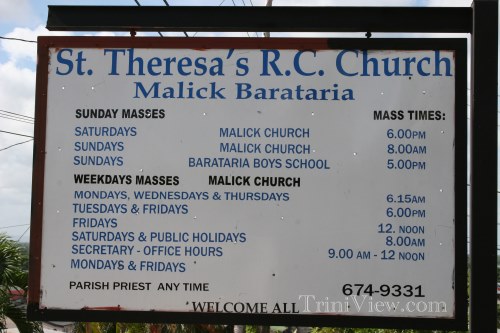 St. Theresa's R.C. Church
Malick Barataria
SUNDAY MASSES MASS TIMES:
SATURDAYS MALICK CHURCH 6.00PM
SUNDAYS MALICK CHURCH 8.00AM
SUNDAYS BARATARIA BOYS SCHOOL 5.00PM
WEEKDAYS MASSES MALICK CHURCH
MONDAYS, WEDNESDAYS & THURSDAYS 6.15AM
TUESDAYS & FRIDAYS 6.00PM
FRIDAYS 12. NOON
SATURDAYS & PUBLIC HOLIDAYS 8.00AM
SECRETARY - OFFICE HOURS 9.00 AM - 12 NOON
MONDAYS & FRIDAYS
PARISH PRIEST ANY TIME 674-9331
WELCOME ALL
TriniView.com